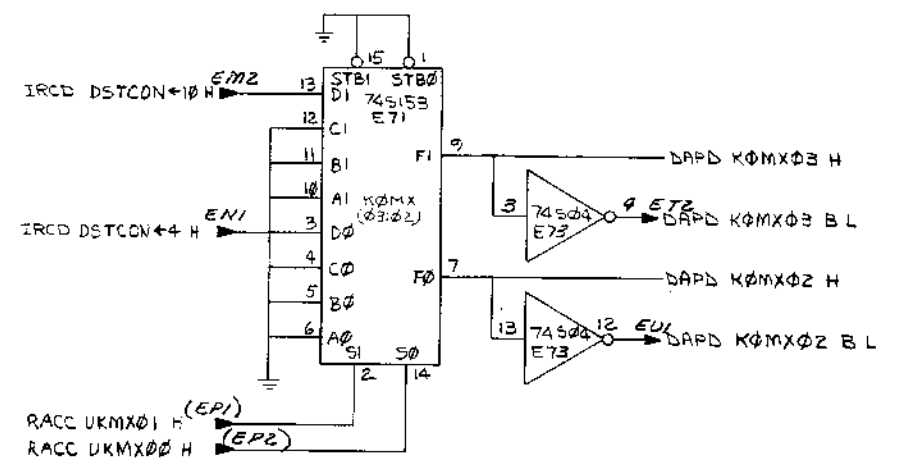 15 1
STB1 STBØ
IRCD DSTCON←1Ø H EM2 13 D1
74S153
E71
12 C1
11 B1
1Ø A1
KØMX
(Ø3:Ø2)
IRCD DSTCON←4 H EN1 3 DØ
4 CØ
5 BØ
6 AØ
S1 SØ
2 14
F1 9 DAPD KØMXØ3 H
3 74SØ4 E73 4 ET2 DAPD KØMXØ3 B L
FØ 7 DAPD KØMXØ2 H
13 74SØ4 E73 12 EU1 DAPD KØMXØ2 B L
RACC UKMXØ1 H (EP1)
RACC UKMXØØ H (EP2)